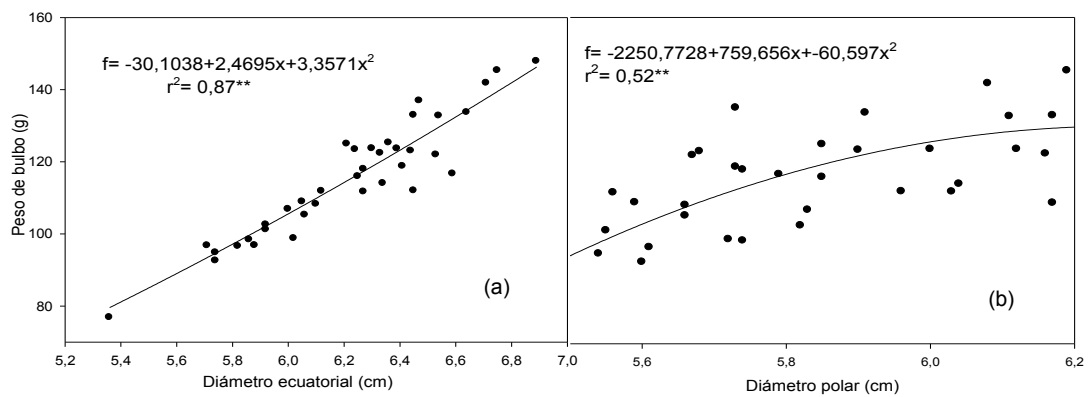 160
140
120
100
80
60
Peso de bulbo (g)
f= -30,1038+2,4695x+3,3571x²
r²= 0,87**
(a)
5,2 5,4 5,6 5,8 6,0 6,2 6,4 6,6 6,8 7,0
Diámetro ecuatorial (cm)
f= -2250,7728+759,656x+-60,597x²
r²= 0,52**
(b)
5,6 5,8 6,0 6,2
Diámetro polar (cm)